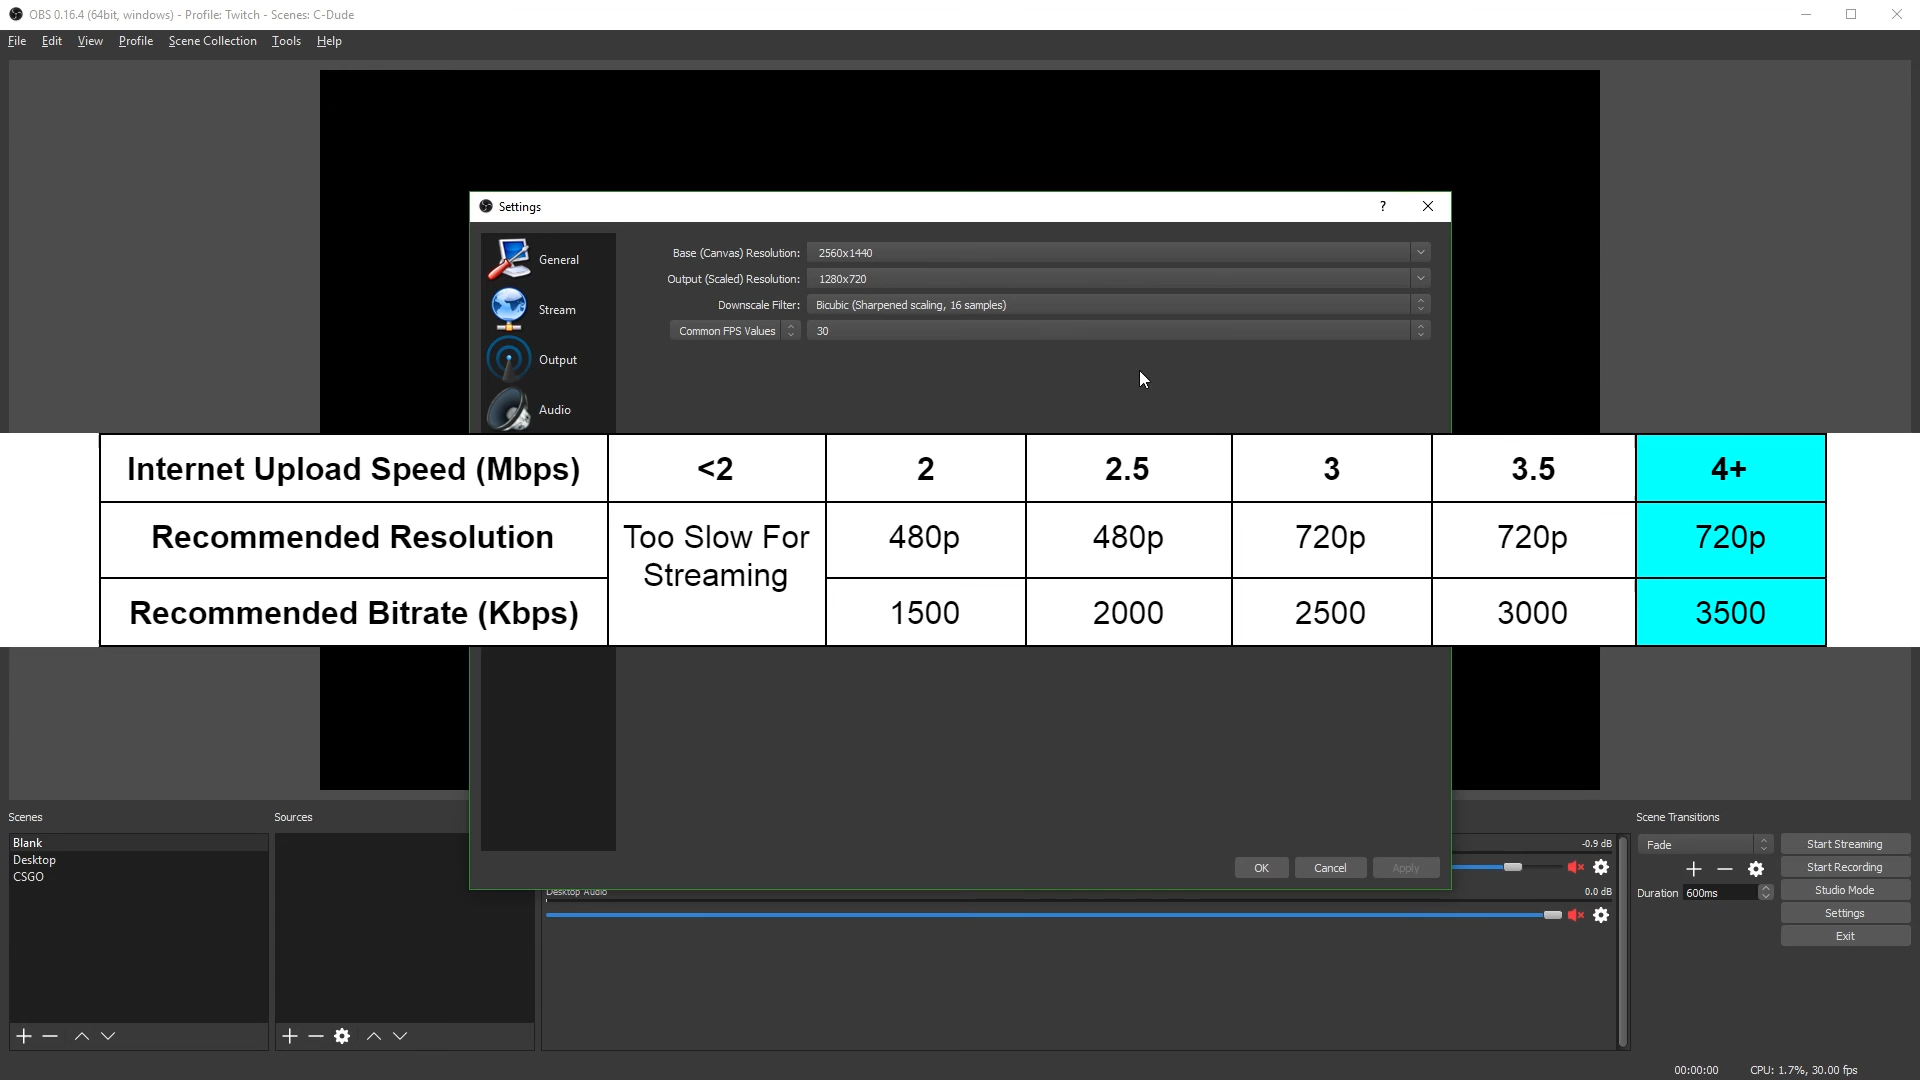 OBS 0.16.4 (64bit, windows) - Profile: Twitch - Scenes: C-Dude
File Edit View Profile Scene Collection Tools Help
Settings
?
General
Stream
Output
Audio
Base (Canvas) Resolution: 2560x1440
Output (Scaled) Resolution: 1280x720
Downscale Filter: Bicubic (Sharpened scaling, 16 samples)
Common FPS Values 30
Internet Upload Speed (Mbps) <2 2 2.5 3 3.5 4+
Recommended Resolution Too Slow For 480p 480p 720p 720p 720p
Streaming
Recommended Bitrate (Kbps) 1500 2000 2500 3000 3500
OK Cancel Apply
Scenes
Blank
Desktop
CSGO
Sources
-0.9 dB
Desktop Audio 0.0 dB
Scene Transitions
Fade
Duration 600ms
Start Streaming
Start Recording
Studio Mode
Settings
Exit
00:00:00 CPU: 1.7%, 30.00 fps